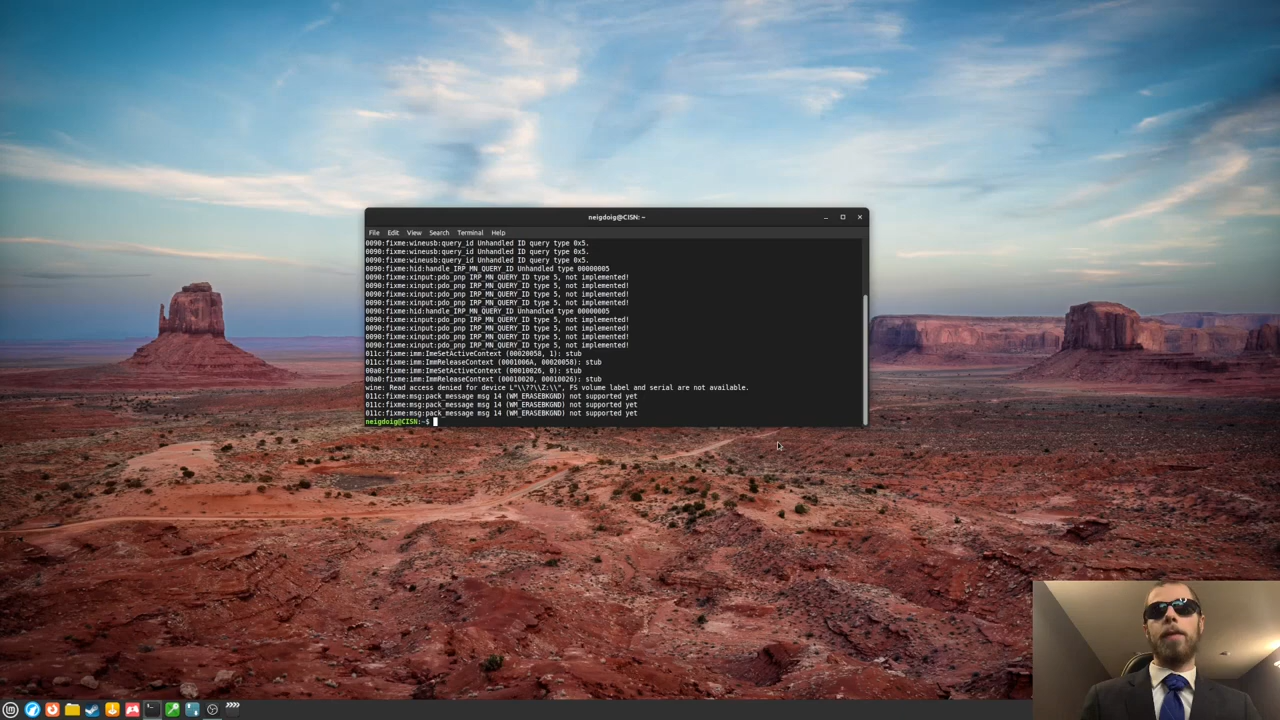 neigdoig@CISN: ~
File Edit View Search Terminal Help
0090:fixme:wineusb:query_id Unhandled ID query type 0x5.
0090:fixme:wineusb:query_id Unhandled ID query type 0x5.
0090:fixme:wineusb:query_id Unhandled ID query type 0x5.
0090:fixme:hid:handle_IRP_MN_QUERY_ID Unhandled type 00000005
0090:fixme:xinput:pdo_pnp IRP_MN_QUERY_ID type 5, not implemented!
0090:fixme:xinput:pdo_pnp IRP_MN_QUERY_ID type 5, not implemented!
0090:fixme:xinput:pdo_pnp IRP_MN_QUERY_ID type 5, not implemented!
0090:fixme:xinput:pdo_pnp IRP_MN_QUERY_ID type 5, not implemented!
0090:fixme:hid:handle_IRP_MN_QUERY_ID Unhandled type 00000005
0090:fixme:xinput:pdo_pnp IRP_MN_QUERY_ID type 5, not implemented!
0090:fixme:xinput:pdo_pnp IRP_MN_QUERY_ID type 5, not implemented!
0090:fixme:xinput:pdo_pnp IRP_MN_QUERY_ID type 5, not implemented!
0090:fixme:xinput:pdo_pnp IRP_MN_QUERY_ID type 5, not implemented!
011c:fixme:imm:ImeSetActiveContext (00020058, 1): stub
011c:fixme:imm:ImmReleaseContext (0001006A, 00020058): stub
00a0:fixme:imm:ImeSetActiveContext (00010026, 0): stub
00a0:fixme:imm:ImmReleaseContext (00010020, 00010026): stub
wine: Read access denied for device L"\\??\\Z:\\", FS volume label and serial are not available.
011c:fixme:msg:pack_message msg 14 (WM_ERASEBKGND) not supported yet
011c:fixme:msg:pack_message msg 14 (WM_ERASEBKGND) not supported yet
011c:fixme:msg:pack_message msg 14 (WM_ERASEBKGND) not supported yet
neigdoig@CISN:~$